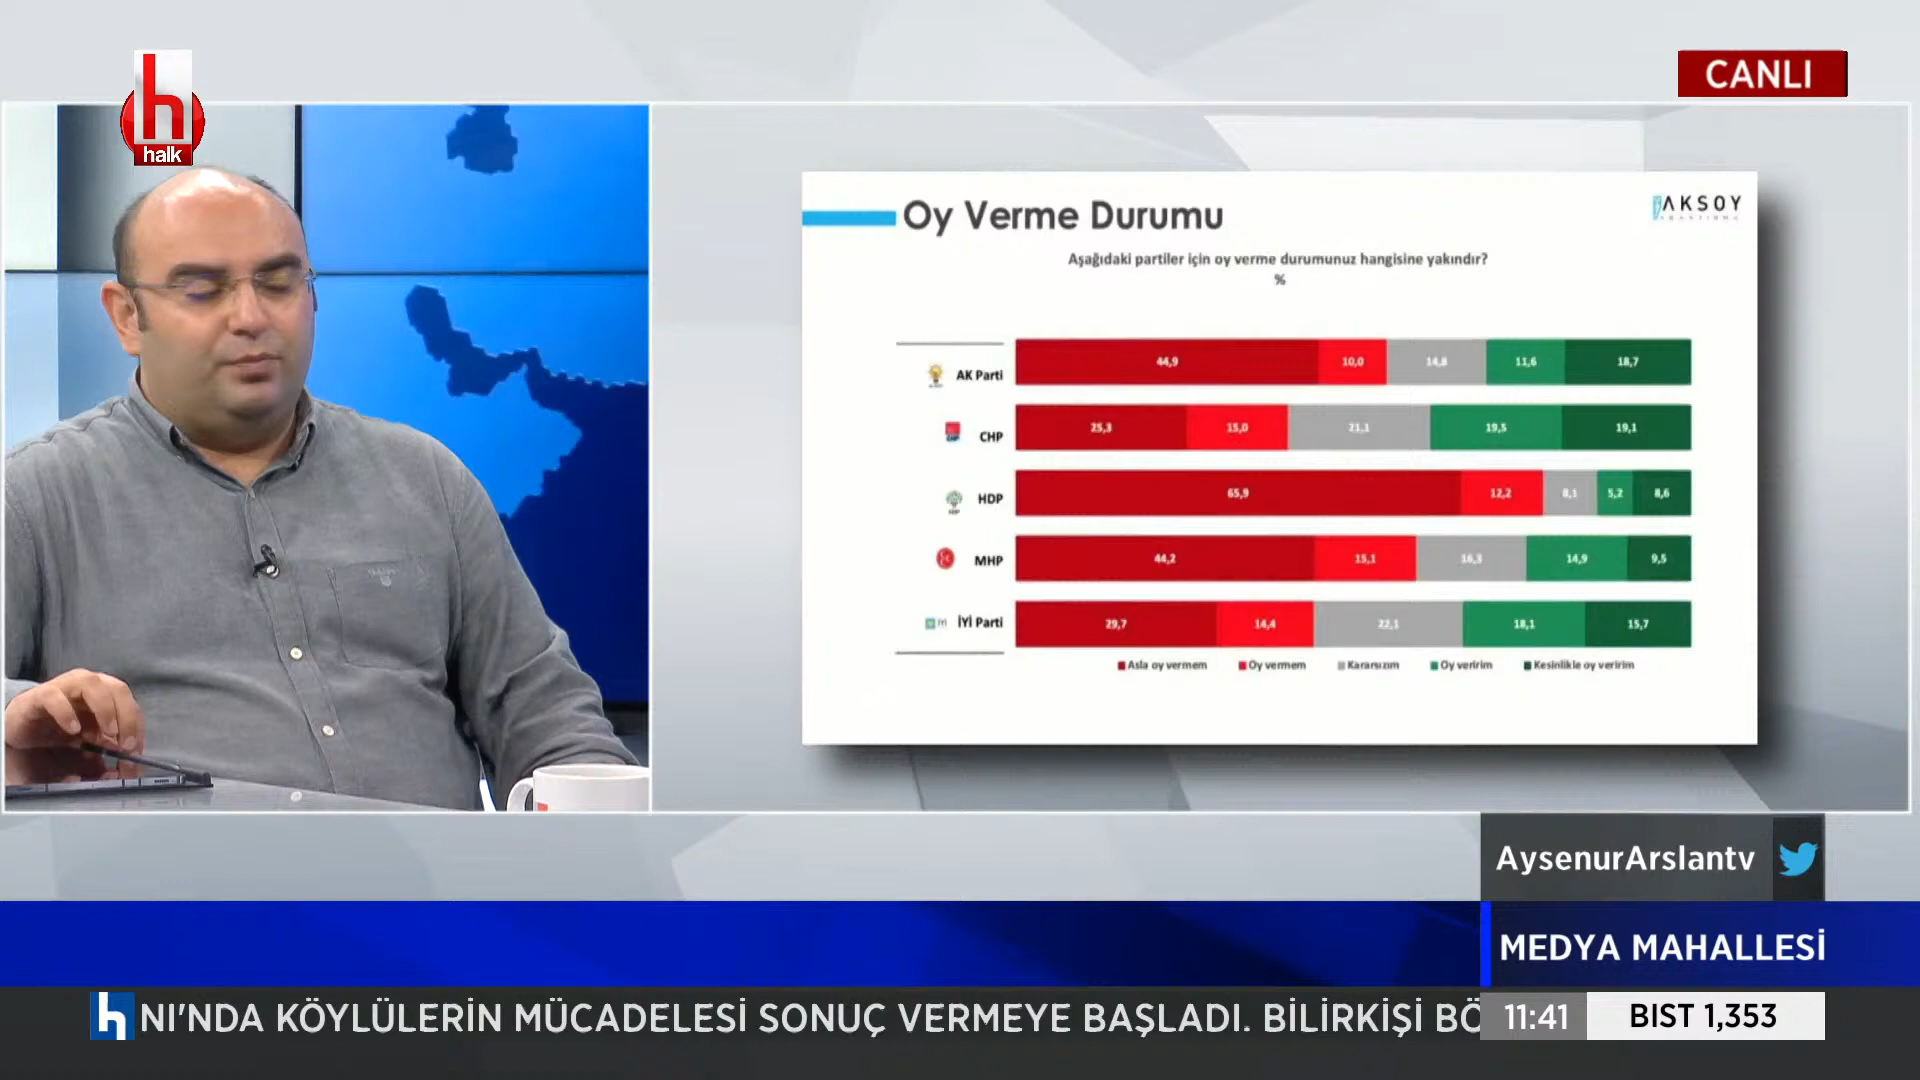 h
halk
CANLI
Oy Verme Durumu
AKSOY
Aşağıdaki partiler için oy verme durumunuz hangisine yakındır?
%
AK Parti 44,9 10,0 14,8 11,6 18,7
CHP 25,3 15,0 21,1 19,5 19,1
HDP 65,9 12,2 8,1 5,2 8,6
MHP 44,2 15,1 16,3 14,9 9,5
İYİ Parti 29,7 14,4 22,1 18,1 15,7
Asla oy vermem Oy vermem Kararsızım Oy veririm Kesinlikle oy veririm
AysenurArslantv
MEDYA MAHALLESİ
h NI'NDA KÖYLÜLERİN MÜCADELESİ SONUÇ VERMEYE BAŞLADI. BİLİRKİŞİ BÖ 11:41 BIST 1,353